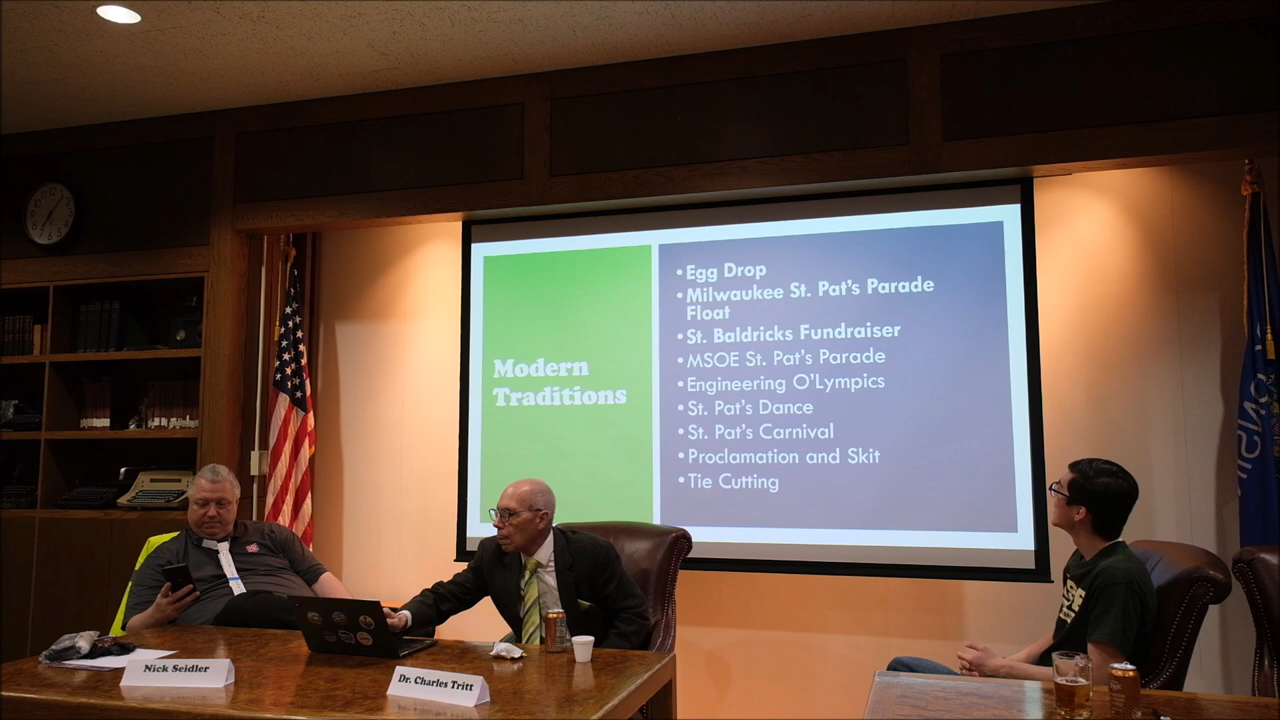 Modern
Traditions
•Egg Drop
•Milwaukee St. Pat's Parade
Float
•St. Baldricks Fundraiser
•MSOE St. Pat's Parade
•Engineering O'Lympics
•St. Pat's Dance
•St. Pat's Carnival
•Proclamation and Skit
•Tie Cutting
Nick Seidler
Dr. Charles Tritt